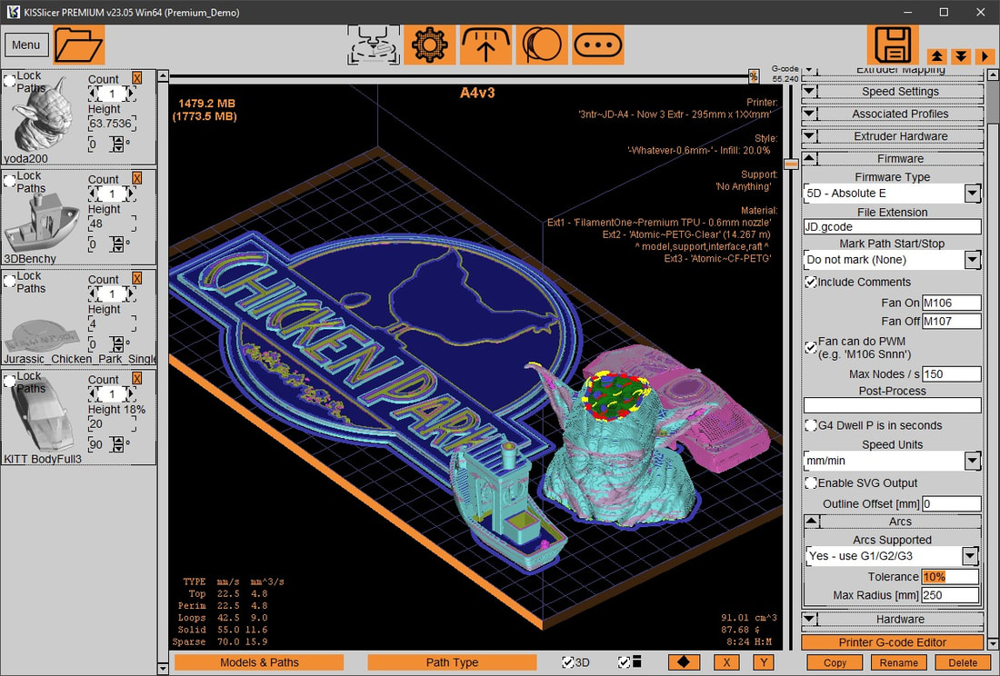 KISSlicer PREMIUM v23.05 Win64 (Premium_Demo)
Menu
Lock
Paths
Count
1
Height
63.7536
0 °
yoda200
Lock
Paths
Count
1
Height
48
0 °
3DBenchy
Lock
Paths
Count
1
Height
4
0 °
Jurassic_Chicken_Park_Single
Lock
Paths
Count
1
Height 18%
20
90 °
KITT BodyFull3
%
G-code
55.240
1479.2 MB
(1773.5 MB)
A4v3
Printer:
'3ntr~JD-A4 - Now 3 Extr - 295mm x 1XXmm'
Style:
'-Whatever-0.6mm-' - Infill: 20.0%
Support:
'No Anything'
Material:
Ext1 - 'FilamentOne~Premium TPU - 0.6mm nozzle'
Ext2 - 'Atomic~PETG-Clear' (14.267 m)
^ model,support,interface,raft ^
Ext3 - 'Atomic~CF-PETG'
CHICKEN PARK
TYPE mm/s mm^3/s
Top 22.5 4.8
Perim 22.5 4.8
Loops 42.5 9.0
Solid 55.0 11.6
Sparse 70.0 15.9
91.01 cm^3
87.68 g
8:24 H:M
Models & Paths
Path Type
3D
X
Y
Extruder Mapping
Speed Settings
Associated Profiles
Extruder Hardware
Firmware
Firmware Type
5D - Absolute E
File Extension
JD.gcode
Mark Path Start/Stop
Do not mark (None)
Include Comments
Fan On M106
Fan Off M107
Fan can do PWM
(e.g. 'M106 Snnn')
Max Nodes / s 150
Post-Process
G4 Dwell P is in seconds
Speed Units
mm/min
Enable SVG Output
Outline Offset [mm] 0
Arcs
Arcs Supported
Yes - use G1/G2/G3
Tolerance 10%
Max Radius [mm] 250
Hardware
Printer G-code Editor
Copy
Rename
Delete